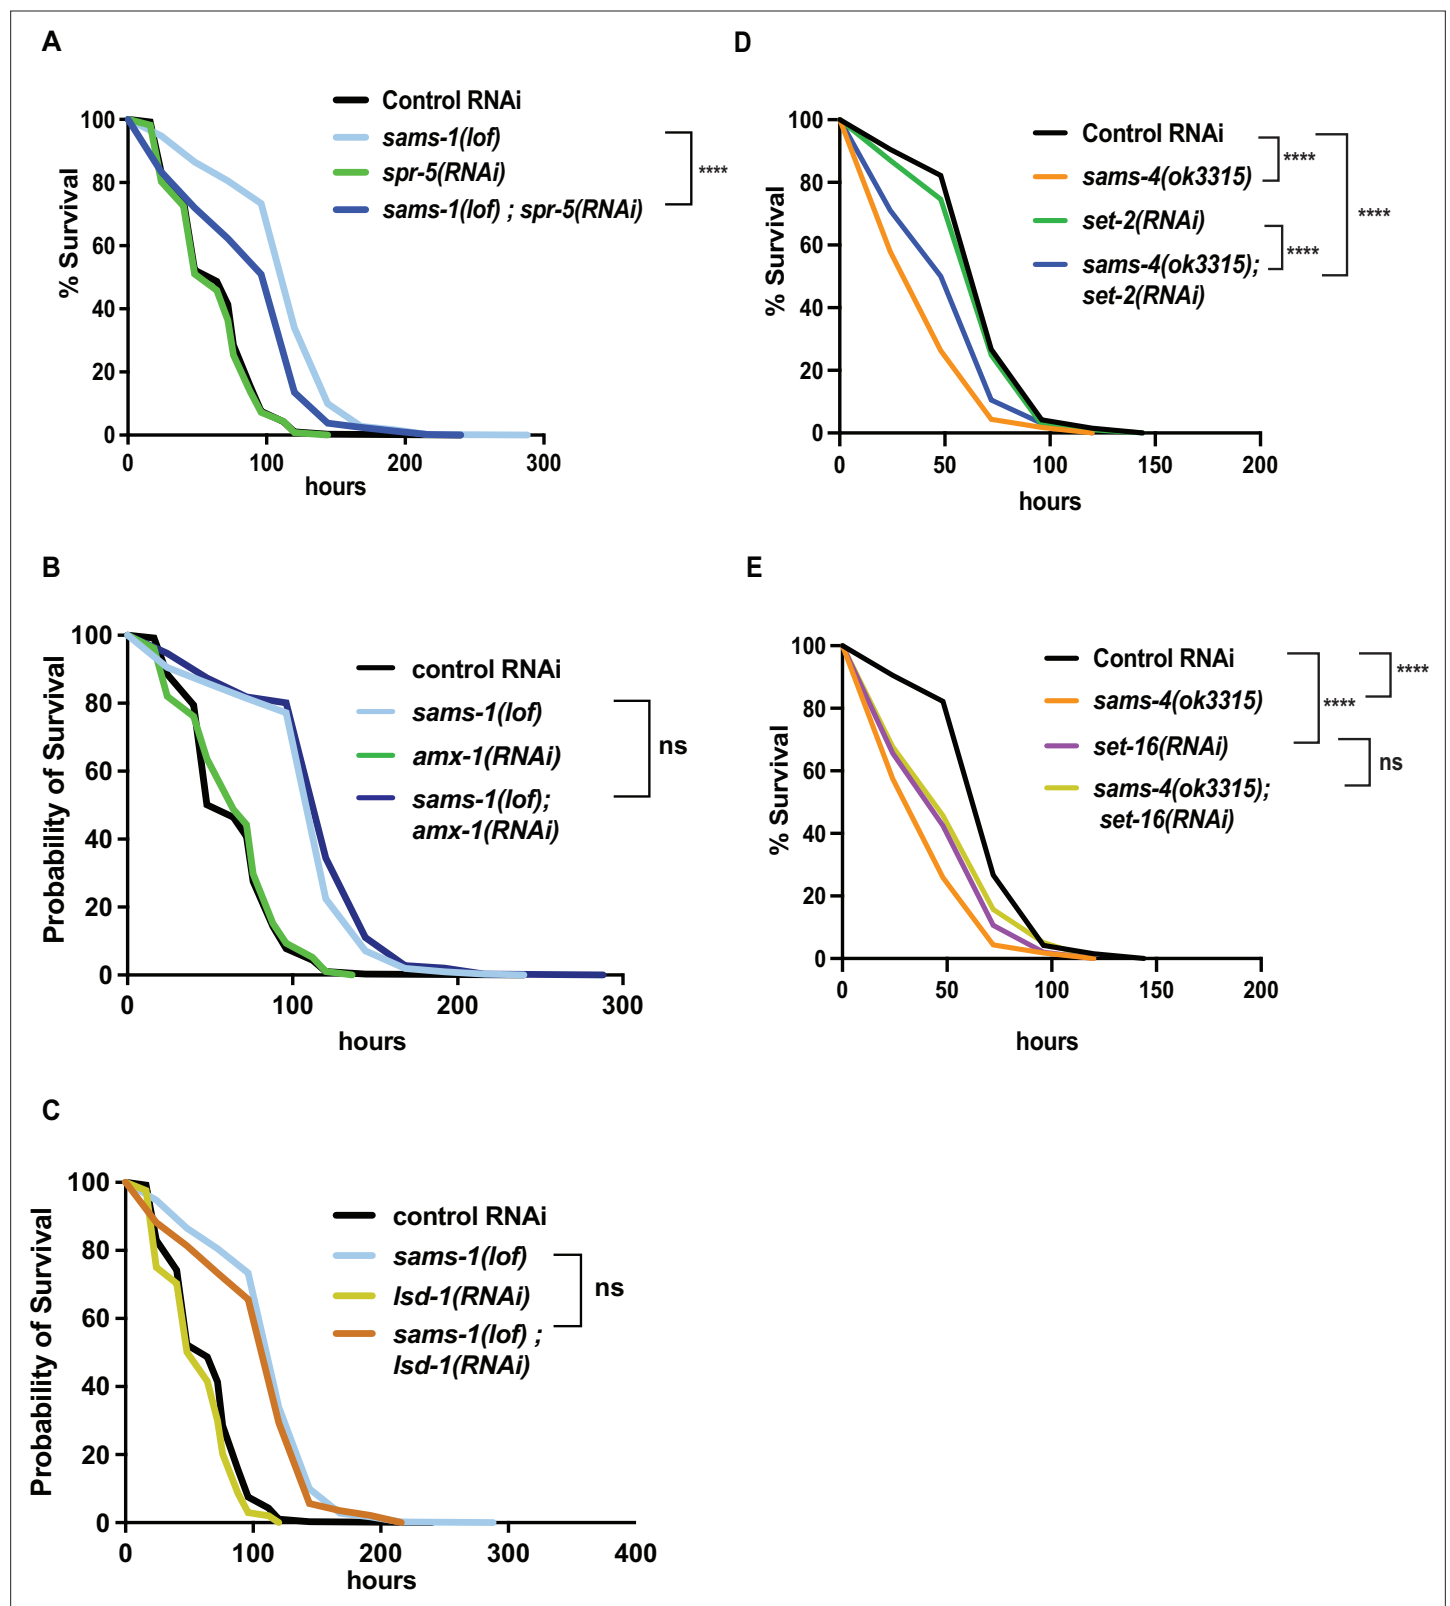 A
Control RNAi
sams-1(lof)
spr-5(RNAi)
sams-1(lof) ; spr-5(RNAi)
****
% Survival
100
80
60
40
20
0
0 100 200 300
hours
B
control RNAi
sams-1(lof)
amx-1(RNAi)
sams-1(lof);
amx-1(RNAi)
ns
Probability of Survival
100
80
60
40
20
0
0 100 200 300
hours
C
control RNAi
sams-1(lof)
lsd-1(RNAi)
sams-1(lof) ;
lsd-1(RNAi)
ns
Probability of Survival
100
80
60
40
20
0
0 100 200 300 400
hours
D
Control RNAi
sams-4(ok3315)
set-2(RNAi)
sams-4(ok3315);
set-2(RNAi)
****
****
****
% Survival
100
80
60
40
20
0
0 50 100 150 200
hours
E
Control RNAi
sams-4(ok3315)
set-16(RNAi)
sams-4(ok3315);
set-16(RNAi)
****
****
ns
% Survival
100
80
60
40
20
0
0 50 100 150 200
hours